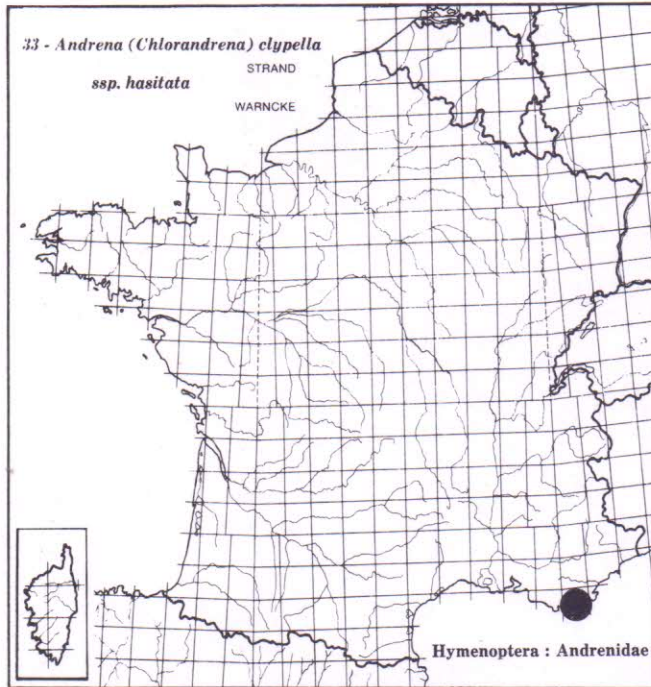 33 - Andrena (Chlorandrena) clypella
STRAND
ssp. hasitata
WARNCKE
Hymenoptera : Andrenidae